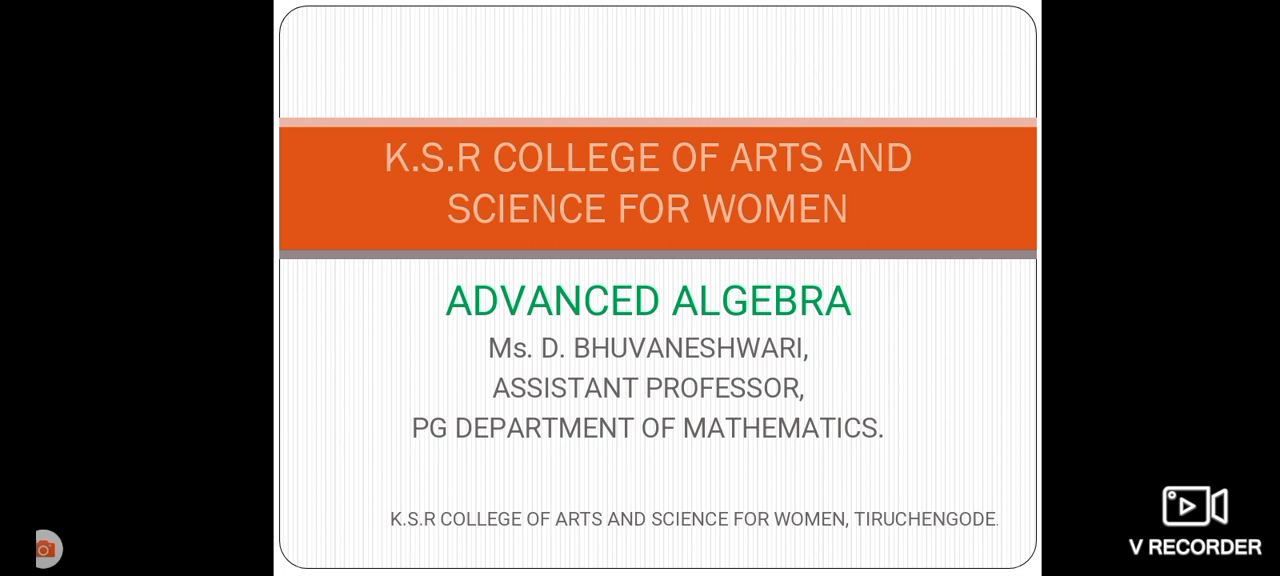 K.S.R COLLEGE OF ARTS AND
SCIENCE FOR WOMEN
ADVANCED ALGEBRA
Ms. D. BHUVANESHWARI,
ASSISTANT PROFESSOR,
PG DEPARTMENT OF MATHEMATICS.
K.S.R COLLEGE OF ARTS AND SCIENCE FOR WOMEN, TIRUCHENGODE.
V RECORDER